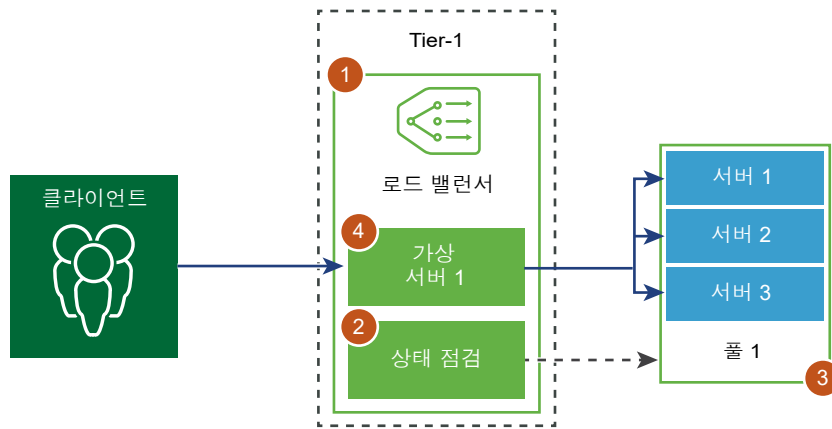 Tier-1
1
로드 밸런서
클라이언트
4
가상
서버 1
2
상태 점검
서버 1
서버 2
서버 3
풀 1
3